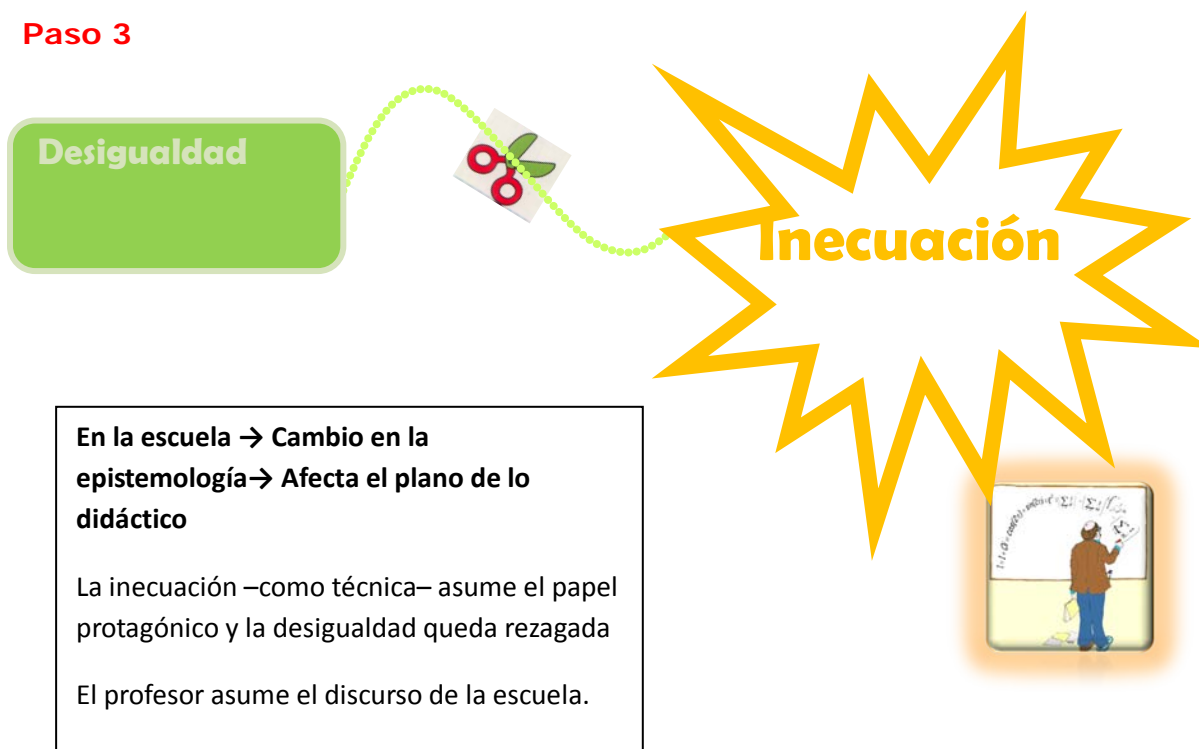 Paso 3
Desigualdad
Inecuación
En la escuela → Cambio en la
epistemología→ Afecta el plano de lo
didáctico
La inecuación –como técnica– asume el papel
protagónico y la desigualdad queda rezagada
El profesor asume el discurso de la escuela.